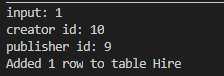 input: 1
creator id: 10
publisher id: 9
Added 1 row to table Hire